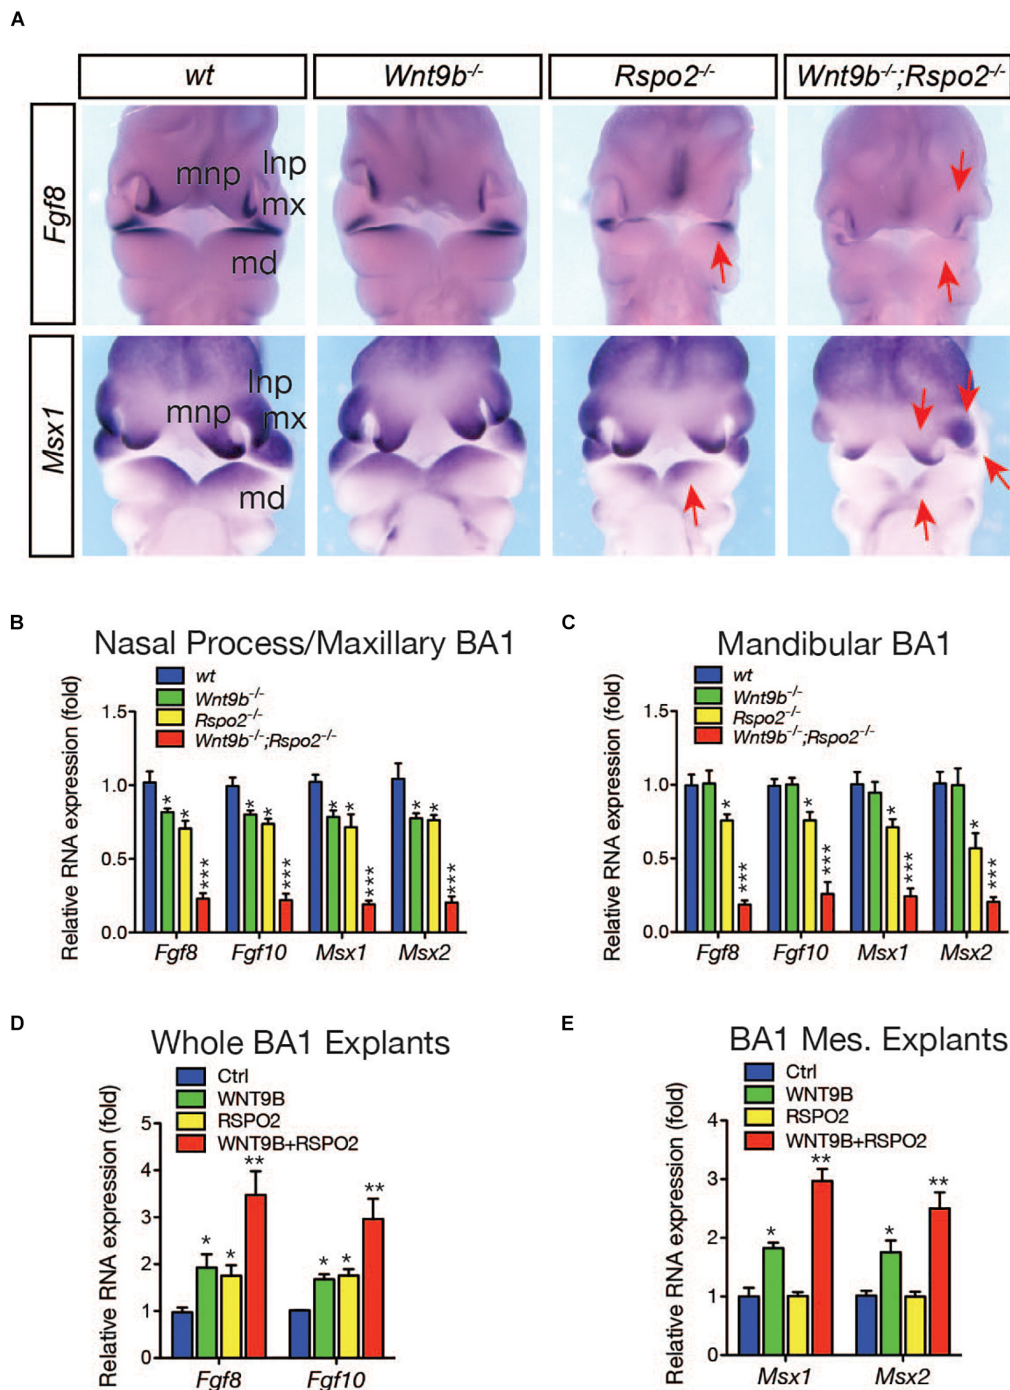 A
wt
Wnt9b-/-
Rspo2-/-
Wnt9b-/-;Rspo2-/-
Fgf8
mnp
lnp
mx
md
Msx1
lnp
mnp
mx
md
B
Nasal Process/Maxillary BA1
wt
Wnt9b-/-
Rspo2-/-
Wnt9b-/-;Rspo2-/-
Relative RNA expression (fold)
1.5
1.0
0.5
0.0
* * ***
* * ***
* * ***
* * ***
Fgf8 Fgf10 Msx1 Msx2
C
Mandibular BA1
wt
Wnt9b-/-
Rspo2-/-
Wnt9b-/-;Rspo2-/-
Relative RNA expression (fold)
1.5
1.0
0.5
0.0
* ***
* ***
* ***
* ***
Fgf8 Fgf10 Msx1 Msx2
D
Whole BA1 Explants
Ctrl
WNT9B
RSPO2
WNT9B+RSPO2
Relative RNA expression (fold)
5
4
3
2
1
0
* * **
* * **
Fgf8 Fgf10
E
BA1 Mes. Explants
Ctrl
WNT9B
RSPO2
WNT9B+RSPO2
Relative RNA expression (fold)
4
3
2
1
0
* **
* **
Msx1 Msx2